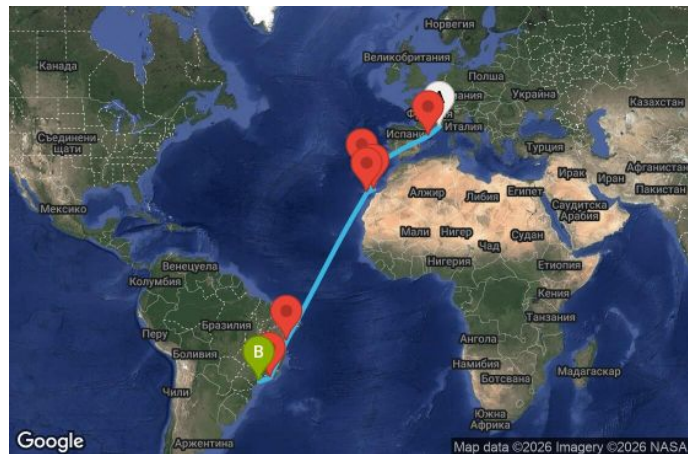 Норвегия
Канада
Великобритания
Полша
Украйна
Казахстан
Италия
Съединени
щати
Турция
Ирак
Иран
Афганистан
Пакистан
Алжир
Либия
Египет
Саудитска
Арабия
Мексико
Мали
Нигер
Чад
Судан
Венецуела
Колумбия
Нигерия
Етиопия
Кения
Перу
Бразилия
Танзания
Боливия
B
Ангола
Намибия
Ботсвана
Мадагаскар
Чили
Южна
Африка
Аржентина
Google
Map data ©2026 Imagery ©2026 NASA